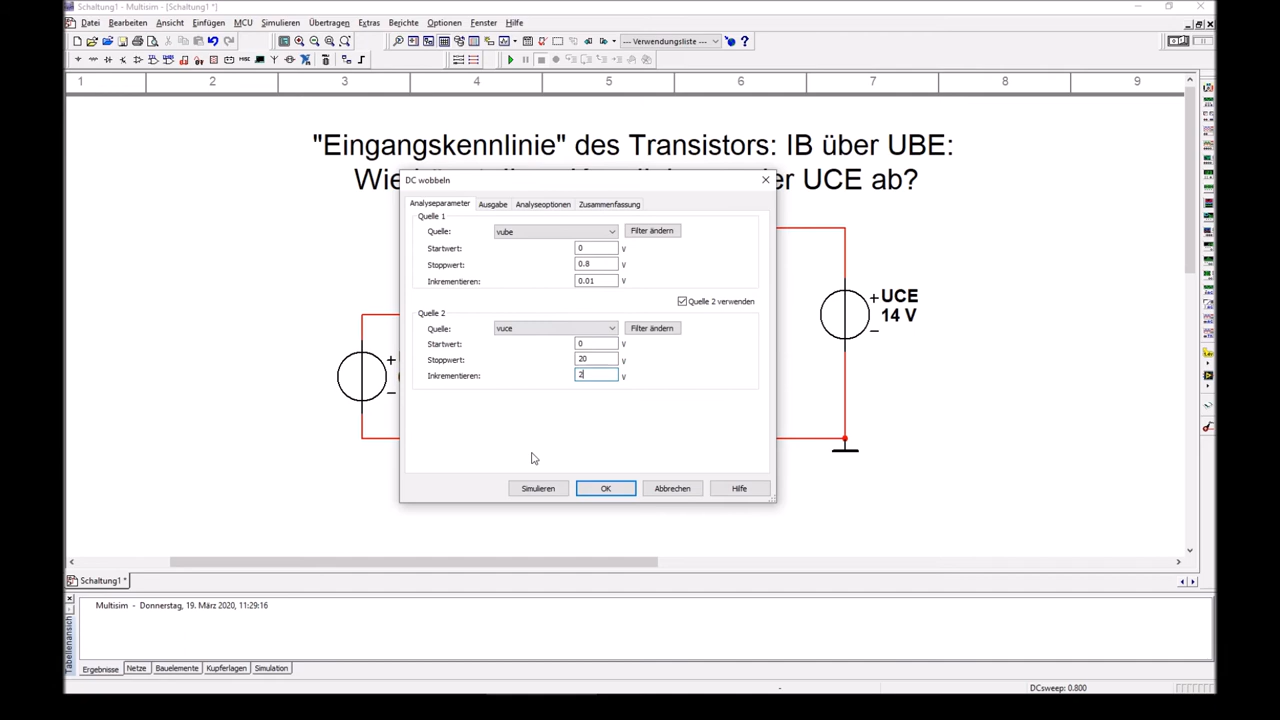 Schaltung1 - Multisim - [Schaltung1 *]
Datei Bearbeiten Ansicht Einfügen MCU Simulieren Übertragen Extras Berichte Optionen Fenster Hilfe
--- Verwendungsliste ---
1 2 3 4 5 6 7 8 9
"Eingangskennlinie" des Transistors: IB über UBE:
UCE ab?
DC wobbeln
Analyseparameter Ausgabe Analyseoptionen Zusammenfassung
Quelle 1
Quelle: vube Filter ändern
Startwert: 0 V
Stoppwert: 0.8 V
Inkrementieren: 0.01 V
Quelle 2 verwenden
Quelle 2
Quelle: vuce Filter ändern
Startwert: 0 V
Stoppwert: 20 V
Inkrementieren: 2 V
Simulieren OK Abbrechen Hilfe
+ UCE
14 V
−
+
−
Schaltung1 *
Multisim - Donnerstag, 19. März 2020, 11:29:16
Tabellenansicht
Ergebnisse Netze Bauelemente Kupferlagen Simulation
- DCsweep: 0.800